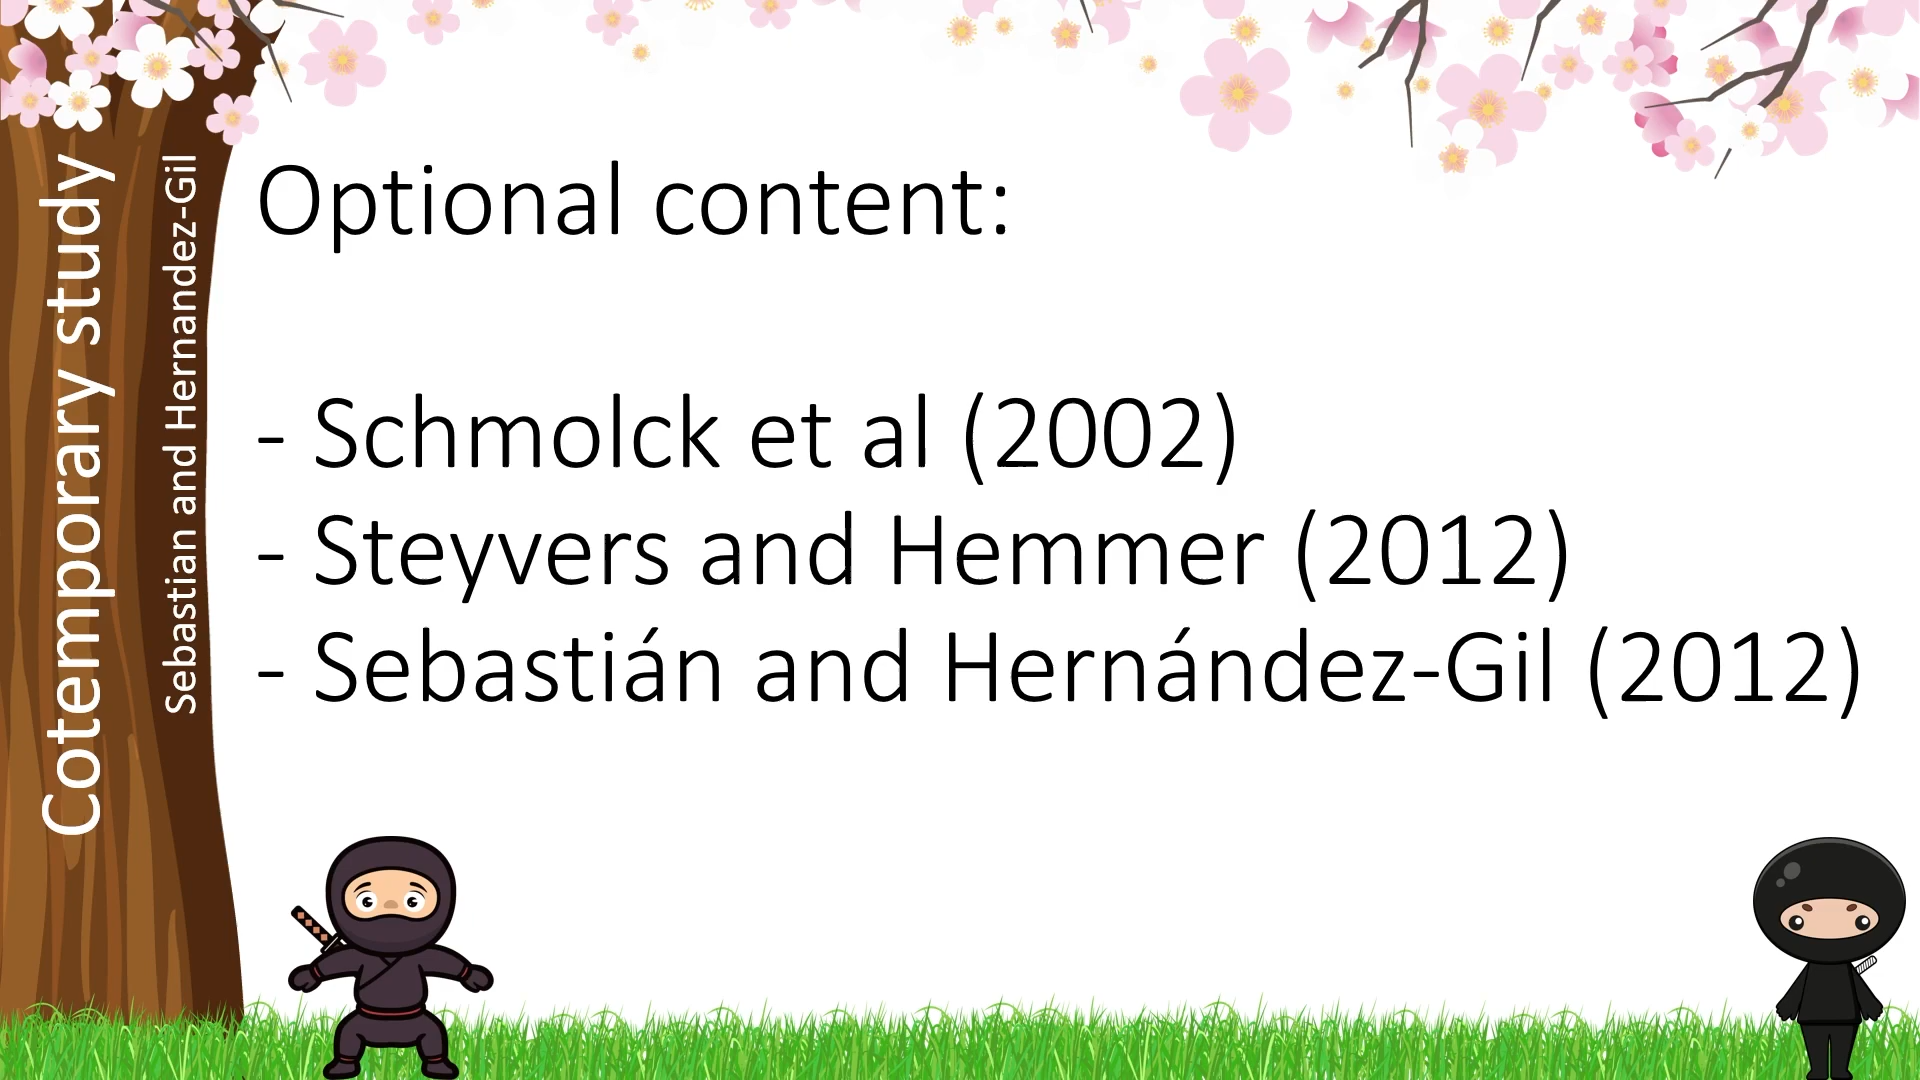 Cotemporary study
Sebastian and Hernandez-Gil
Optional content:
- Schmolck et al (2002)
- Steyvers and Hemmer (2012)
- Sebastián and Hernández-Gil (2012)